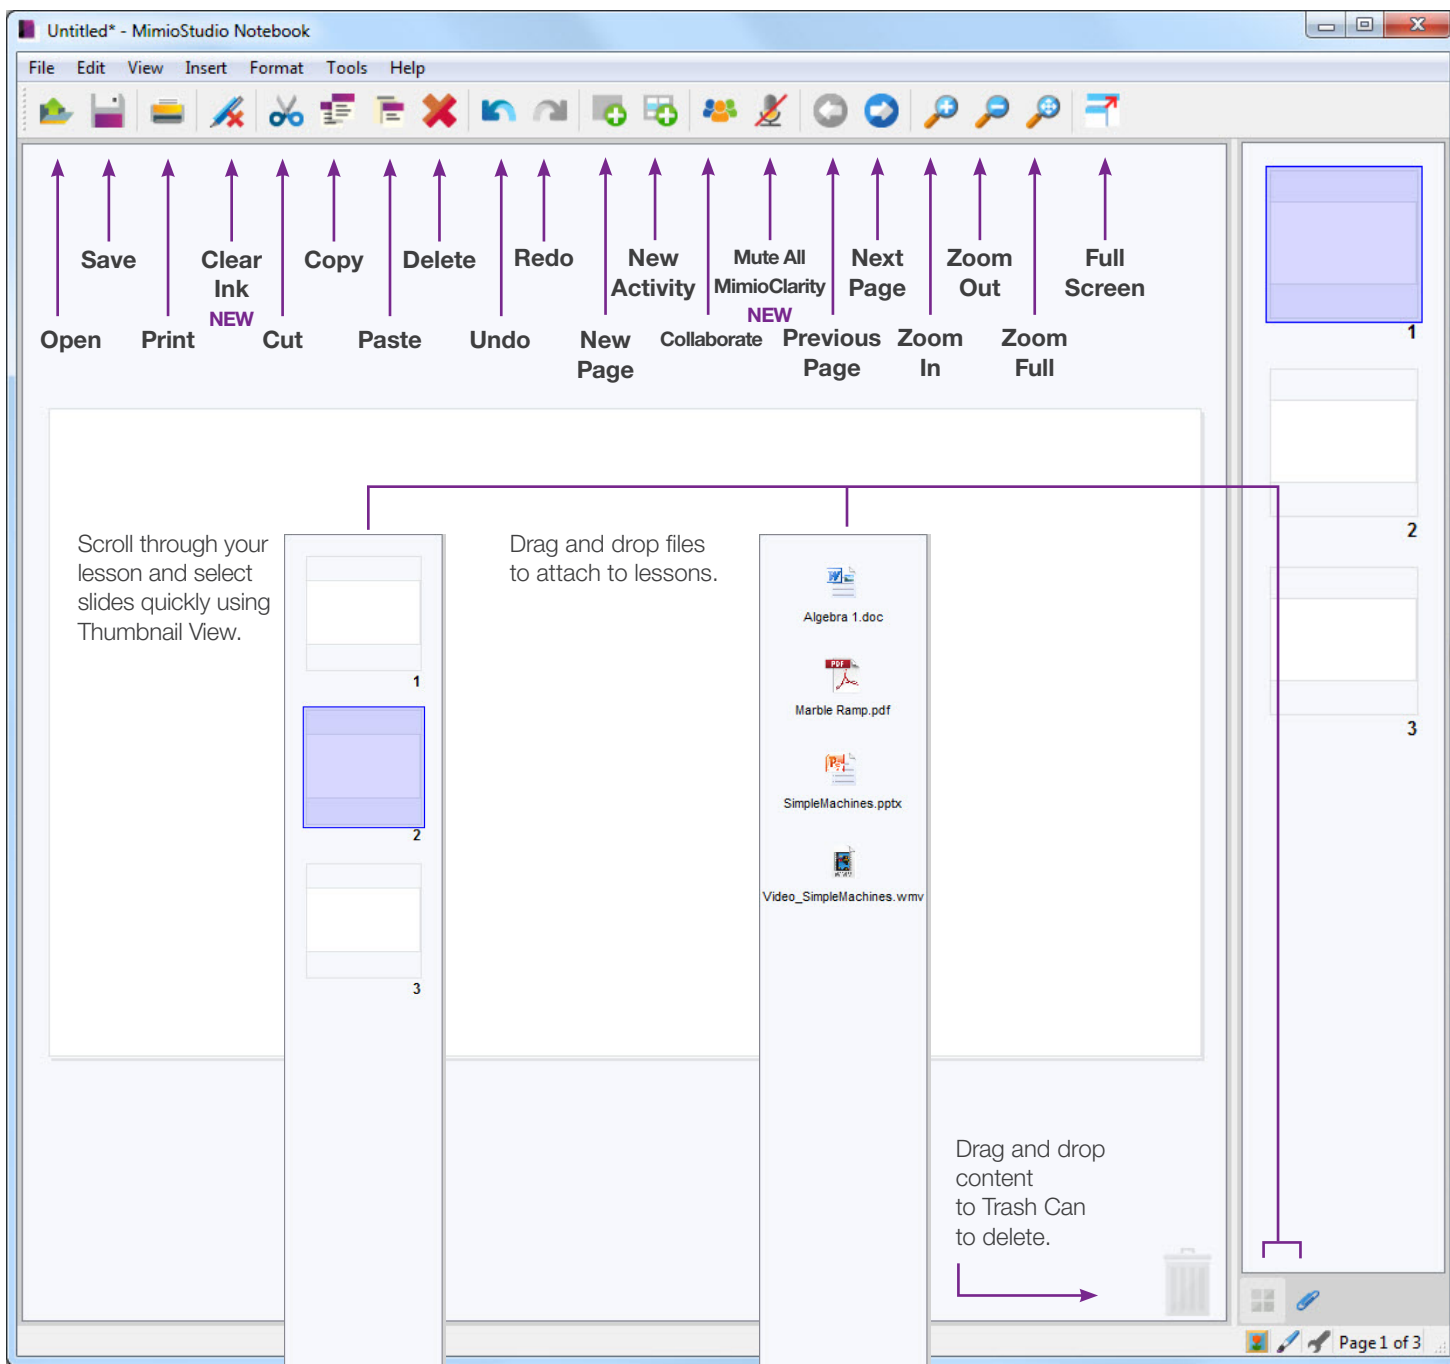 Untitled* - MimioStudio Notebook
File Edit View Insert Format Tools Help
Save
Clear
Ink
NEW
Copy
Delete
Redo
New
Activity
Mute All
MimioClarity
NEW
Next
Page
Zoom
Out
Full
Screen
Open
Print
Cut
Paste
Undo
New
Page
Collaborate
Previous
Page
Zoom
In
Zoom
Full
Scroll through your
lesson and select
slides quickly using
Thumbnail View.
1
2
3
Drag and drop files
to attach to lessons.
Algebra 1.doc
PDF
Marble Ramp.pdf
SimpleMachines.pptx
Video_SimpleMachines.wmv
Drag and drop
content
to Trash Can
to delete.
1
2
3
Page 1 of 3